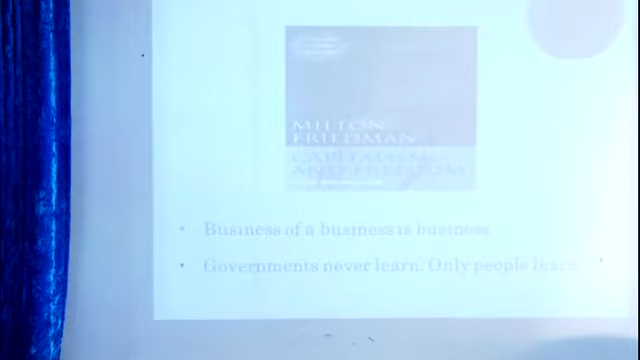 MILTON
FRIEDMAN
CAPITALISM
AND FREEDOM
Business of a business is business
Governments never learn. Only people learn